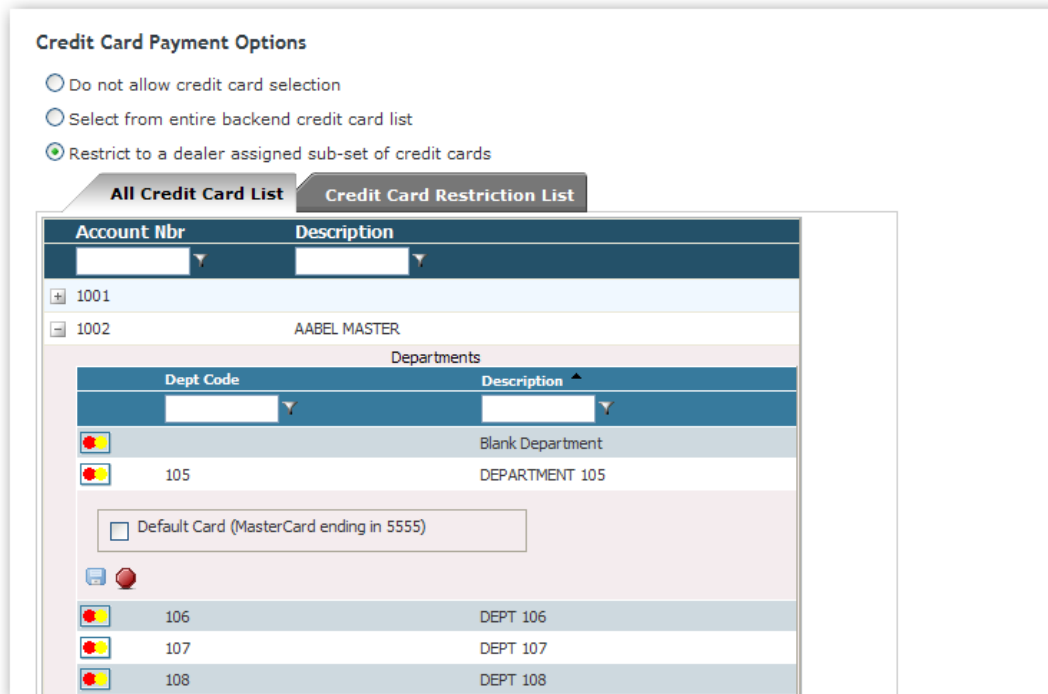 Credit Card Payment Options
Do not allow credit card selection
Select from entire backend credit card list
Restrict to a dealer assigned sub-set of credit cards
All Credit Card List Credit Card Restriction List
Account Nbr Description
1001
1002 AABEL MASTER
Departments
Dept Code Description
Blank Department
105 DEPARTMENT 105
Default Card (MasterCard ending in 5555)
106 DEPT 106
107 DEPT 107
108 DEPT 108